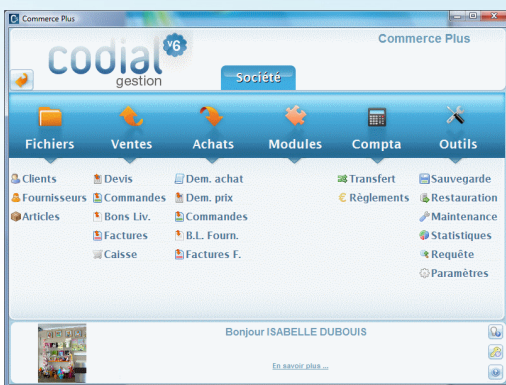 Commerce Plus
Commerce Plus
codial V6
gestion
Société
Fichiers Ventes Achats Modules Compta Outils
Clients Devis Dem. achat Transfert Sauvegarde
Fournisseurs Commandes Dem. prix Règlements Restauration
Articles Bons Liv. Commandes Maintenance
Factures B.L. Fourn. Statistiques
Caisse Factures F. Requête
Paramètres
Bonjour ISABELLE DUBOUIS
En savoir plus ...